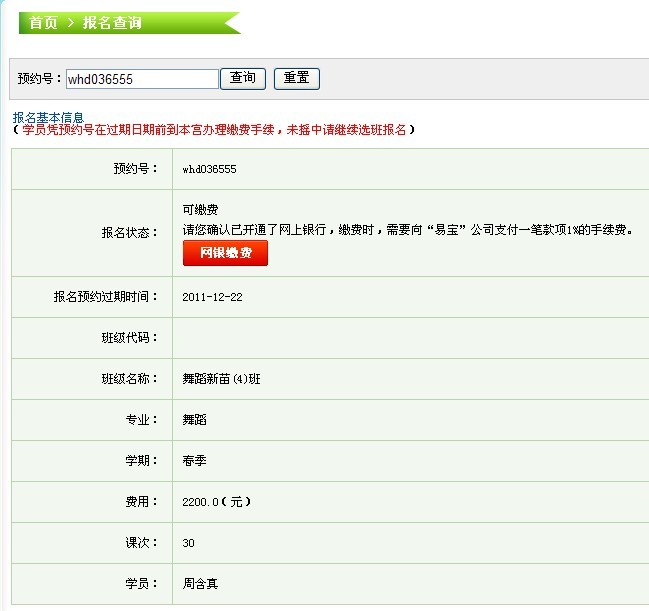 首页 > 报名查询
预约号： whd036555 查询 重置
报名基本信息
（学员凭预约号在过期日期前到本宫办理缴费手续，未摇中请继续选班报名）
预约号： whd036555
可缴费
报名状态： 请您确认已开通了网上银行，缴费时，需要向“易宝”公司支付一笔款项1%的手续费。
网银缴费
报名预约过期时间： 2011-12-22
班级代码：
班级名称： 舞蹈新苗(4)班
专业： 舞蹈
学期： 春季
费用： 2200.0（元）
课次： 30
学员： 周含真